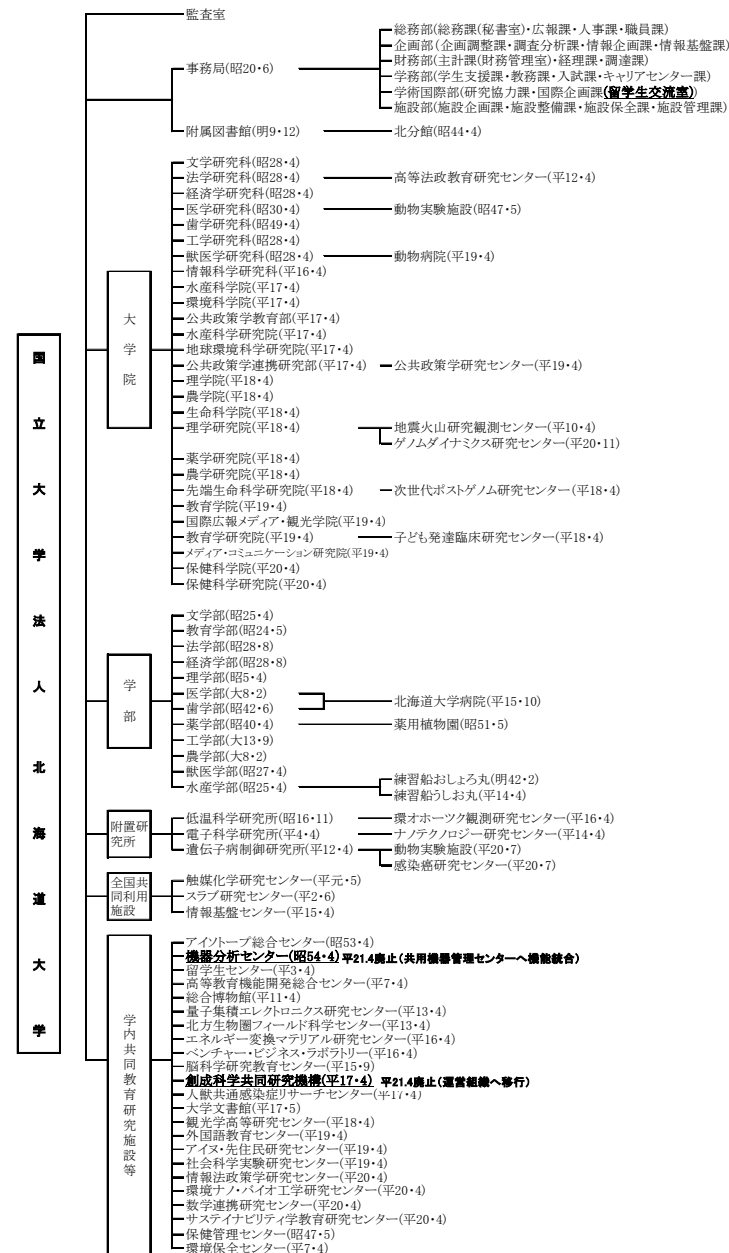 国立大学法人北海道大学
監査室
事務局(昭20・6)
総務部(総務課(秘書室)・広報課・人事課・職員課)
企画部(企画調整課・調査分析課・情報企画課・情報基盤課)
財務部(主計課(財務管理室)・経理課・調達課)
学務部(学生支援課・教務課・入試課・キャリアセンター課)
学術国際部(研究協力課・国際企画課(留学生交流室))
施設部(施設企画課・施設整備課・施設保全課・施設管理課)
附属図書館(明9・12)
北分館(昭44・4)
大学院
文学研究科(昭28・4)
法学研究科(昭28・4)
高等法政教育研究センター(平12・4)
経済学研究科(昭28・4)
医学研究科(昭30・4)
動物実験施設(昭47・5)
歯学研究科(昭49・4)
工学研究科(昭28・4)
獣医学研究科(昭28・4)
動物病院(平19・4)
情報科学研究科(平16・4)
水産科学院(平17・4)
環境科学院(平17・4)
公共政策学教育部(平17・4)
水産科学研究院(平17・4)
地球環境科学研究院(平17・4)
公共政策学連携研究部(平17・4)
公共政策学研究センター(平19・4)
理学院(平18・4)
農学院(平18・4)
生命科学院(平18・4)
理学研究院(平18・4)
地震火山研究観測センター(平10・4)
ゲノムダイナミクス研究センター(平20・11)
薬学研究院(平18・4)
農学研究院(平18・4)
先端生命科学研究院(平18・4)
次世代ポストゲノム研究センター(平18・4)
教育学院(平19・4)
国際広報メディア・観光学院(平19・4)
教育学研究院(平19・4)
子ども発達臨床研究センター(平18・4)
メディア・コミュニケーション研究院(平19・4)
保健科学院(平20・4)
保健科学研究院(平20・4)
学部
文学部(昭25・4)
教育学部(昭24・5)
法学部(昭28・8)
経済学部(昭28・8)
理学部(昭5・4)
医学部(大8・2)
歯学部(昭42・6)
北海道大学病院(平15・10)
薬学部(昭40・4)
薬用植物園(昭51・5)
工学部(大13・9)
農学部(大8・2)
獣医学部(昭27・4)
水産学部(昭25・4)
練習船おしょろ丸(明42・2)
練習船うしお丸(平14・4)
附置研
究所
低温科学研究所(昭16・11)
環オホーツク観測研究センター(平16・4)
電子科学研究所(平4・4)
ナノテクノロジー研究センター(平14・4)
遺伝子病制御研究所(平12・4)
動物実験施設(平20・7)
感染癌研究センター(平20・7)
全国共
同利用
施設
触媒化学研究センター(平元・5)
スラブ研究センター(平2・6)
情報基盤センター(平15・4)
学内共同教育研究施設等
アイソトープ総合センター(昭53・4)
機器分析センター(昭54・4) 平21.4廃止(共用機器管理センターへ機能統合)
留学生センター(平3・4)
高等教育機能開発総合センター(平7・4)
総合博物館(平11・4)
量子集積エレクトロニクス研究センター(平13・4)
北方生物圏フィールド科学センター(平13・4)
エネルギー変換マテリアル研究センター(平16・4)
ベンチャー・ビジネス・ラボラトリー(平16・4)
脳科学研究教育センター(平15・9)
創成科学共同研究機構(平17・4) 平21.4廃止(運営組織へ移行)
人獣共通感染症リサーチセンター(平17・4)
大学文書館(平17・5)
観光学高等研究センター(平18・4)
外国語教育センター(平19・4)
アイヌ・先住民研究センター(平19・4)
社会科学実験研究センター(平19・4)
情報法政策学研究センター(平20・4)
環境ナノ・バイオ工学研究センター(平20・4)
数学連携研究センター(平20・4)
サステイナビリティ学教育研究センター(平20・4)
保健管理センター(昭47・5)
環境保全センター(平7・4)